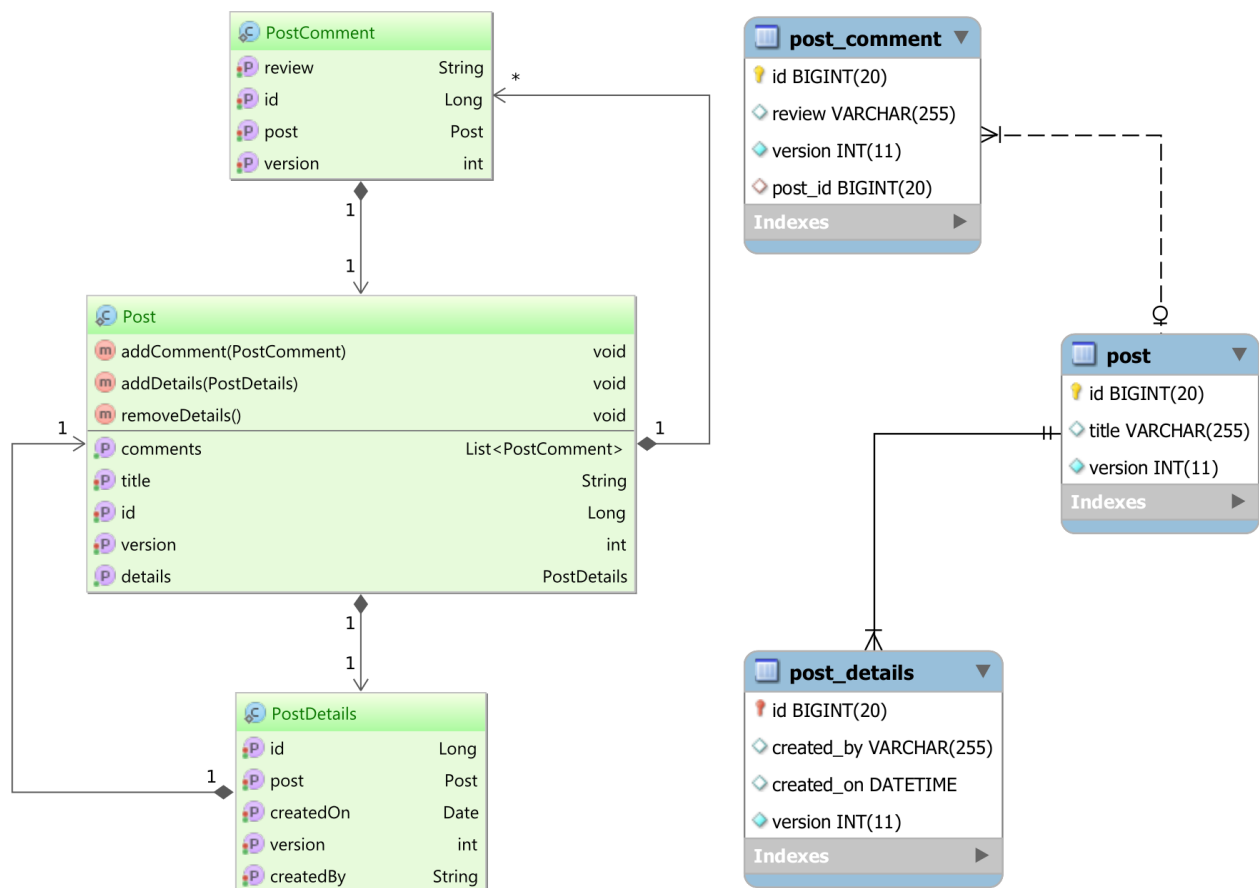 PostComment
review String
id Long
post Post
version int
*
1
1
Post
addComment(PostComment) void
addDetails(PostDetails) void
removeDetails() void
comments List<PostComment>
title String
id Long
version int
details PostDetails
1
1
1
1
PostDetails
id Long
post Post
createdOn Date
version int
createdBy String
1
post_comment
id BIGINT(20)
review VARCHAR(255)
version INT(11)
post_id BIGINT(20)
Indexes
post
id BIGINT(20)
title VARCHAR(255)
version INT(11)
Indexes
post_details
id BIGINT(20)
created_by VARCHAR(255)
created_on DATETIME
version INT(11)
Indexes